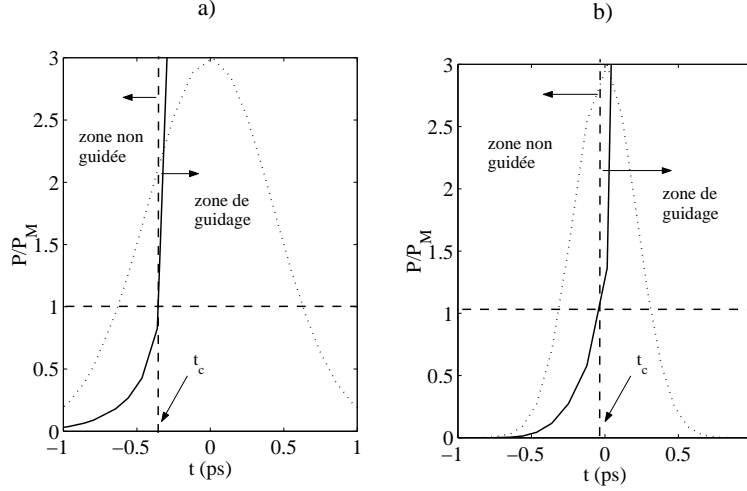 a)
3
2.5
2
1.5
1
0.5
0
P/P_M
zone non
guidée
zone de
guidage
t_c
−1
−0.5
0
0.5
1
t (ps)
b)
3
2.5
2
1.5
1
0.5
0
P/P_M
zone non
guidée
zone de
guidage
t_c
−1
−0.5
0
0.5
t (ps)